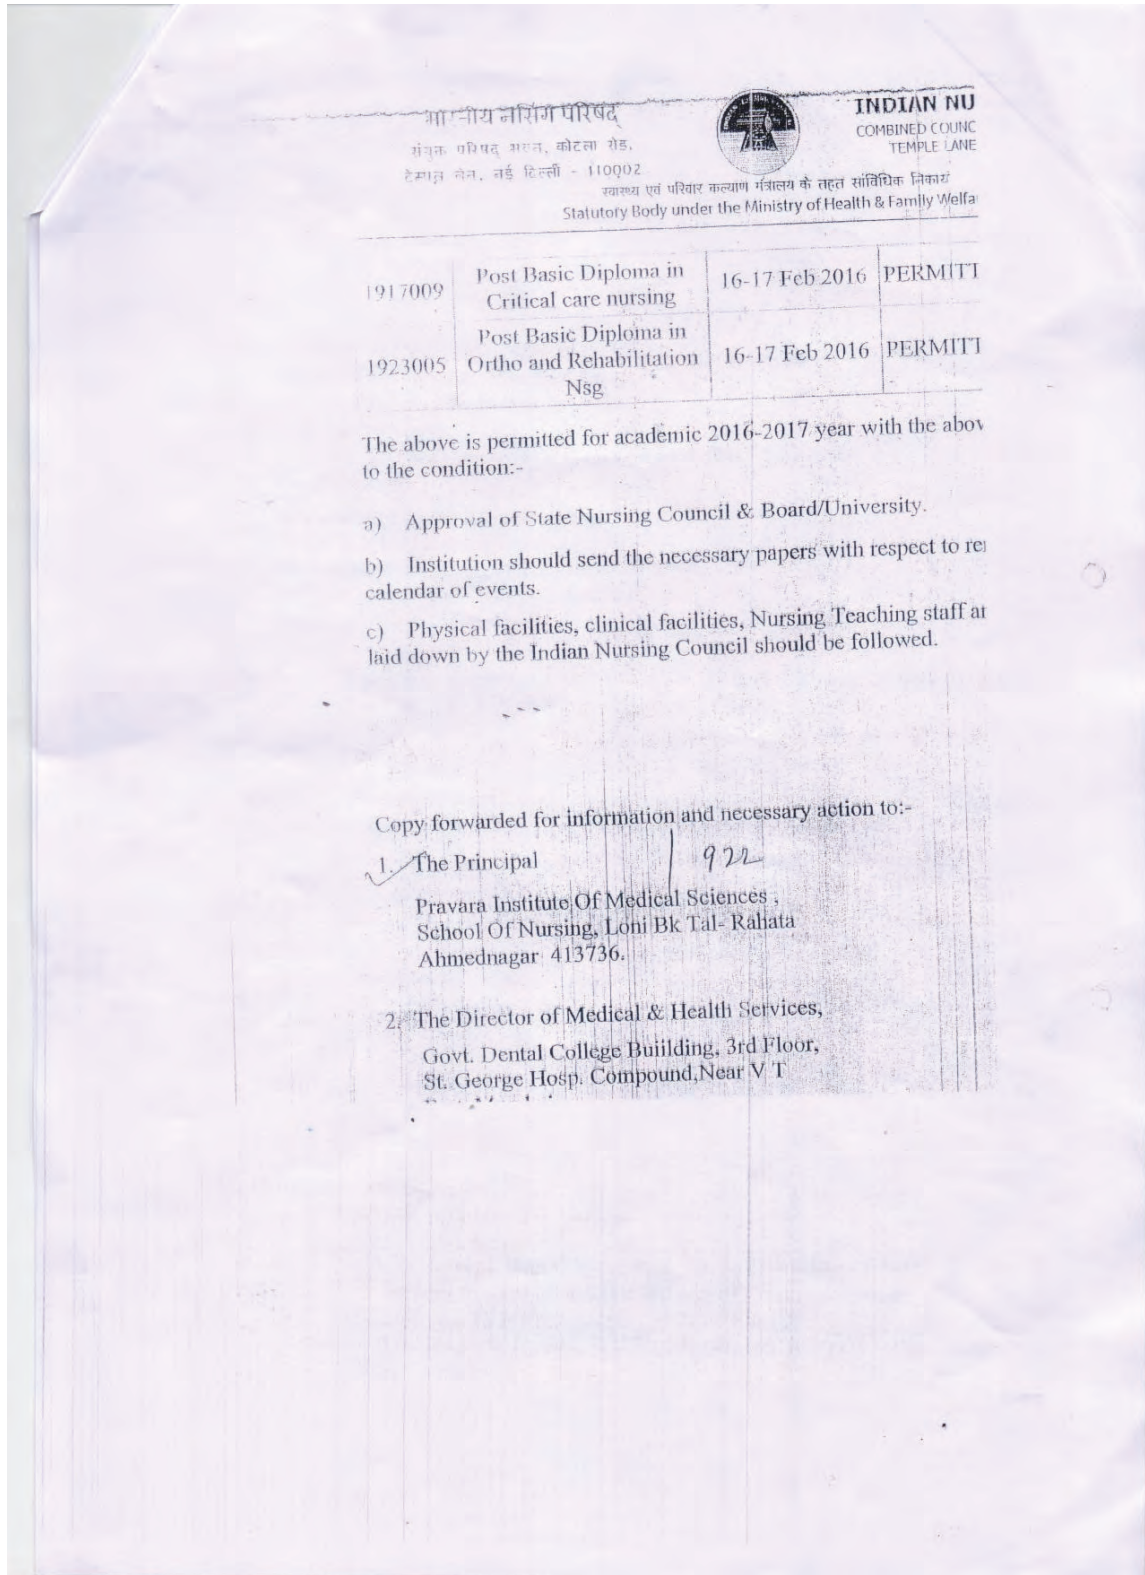 भारतीय नर्सिंग परिषद्
संयुक्त परिषद् भवन, कोटला रोड,
टेम्पल लेन, नई दिल्ली - 110002
INDIAN NU
COMBINED COUNC
TEMPLE LANE
स्वास्थ्य एवं परिवार कल्याण मंत्रालय के तहत सांविधिक निकाय
Statutory Body under the Ministry of Health & Family Welfa
1917009 Post Basic Diploma in Critical care nursing 16-17 Feb 2016 PERMITT
1923005 Post Basic Diploma in Ortho and Rehabilitation Nsg 16-17 Feb 2016 PERMITT
The above is permitted for academic 2016-2017 year with the abov
to the condition:-
a) Approval of State Nursing Council & Board/University.
b) Institution should send the necessary papers with respect to re
calendar of events.
c) Physical facilities, clinical facilities, Nursing Teaching staff ar
laid down by the Indian Nursing Council should be followed.
Copy forwarded for information and necessary action to:-
1. The Principal
922
Pravara Institute Of Medical Sciences ,
School Of Nursing, Loni Bk Tal- Rahata
Ahmednagar 413736.
2. The Director of Medical & Health Services,
Govt. Dental College Buiilding, 3rd Floor,
St. George Hosp. Compound,Near V T